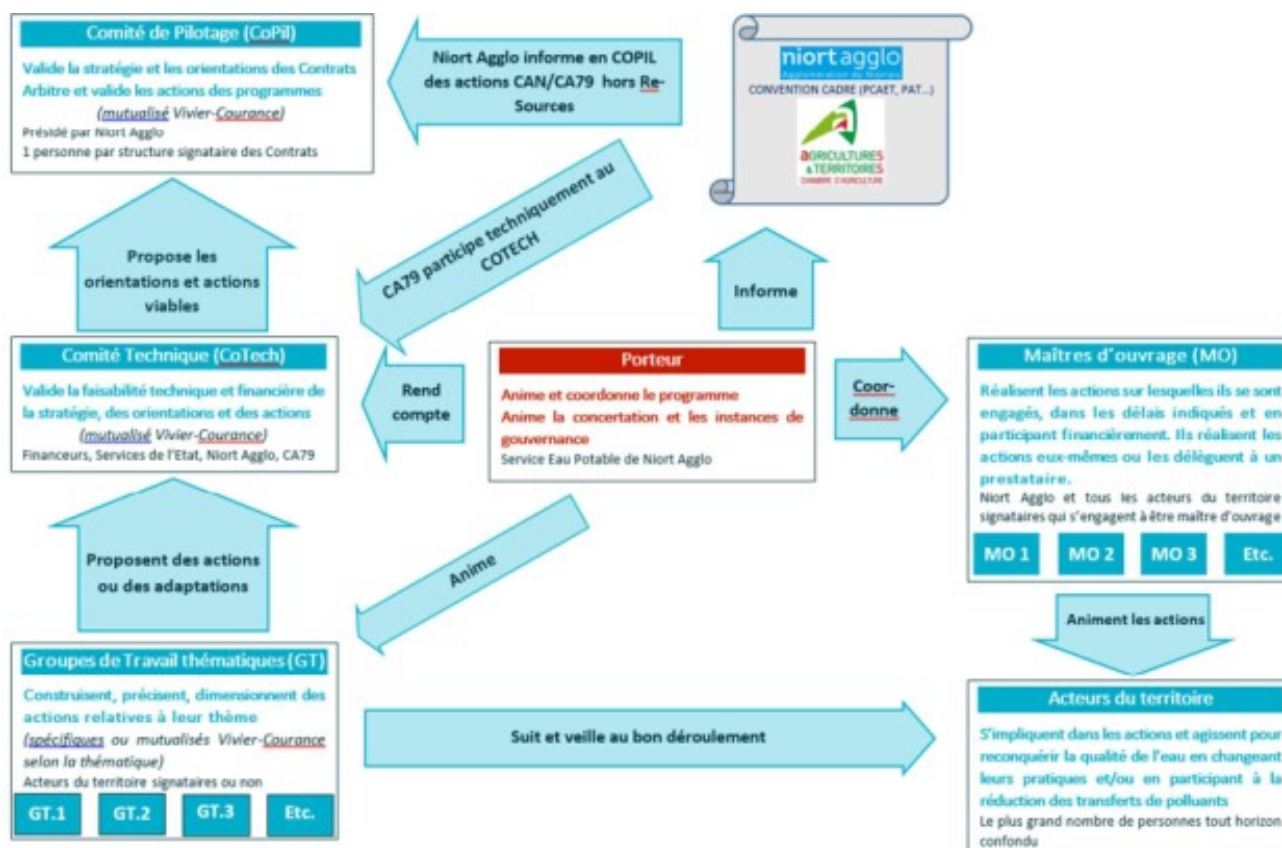 Comité de Pilotage (CoPil)
Valide la stratégie et les orientations des Contrats
Arbitre et valide les actions des programmes
(mutualisé Vivier-Courance)
Présidé par Niort Agglo
1 personne par structure signataire des Contrats
Niort Agglo informe en COPIL
des actions CAN/CA79 hors Re-
Sources
niortagglo
Agglomération du Niortais
CONVENTION CADRE (PCAET, PAT...)
AGRICULTURES
& TERRITOIRES
CHAMBRE D'AGRICULTURE
Propose les
orientations et actions
viables
CA79 participe techniquement au
COTECH
Informe
Comité Technique (CoTech)
Valide la faisabilité technique et financière de
la stratégie, des orientations et des actions
(mutualisé Vivier-Courance)
Financeurs, Services de l'Etat, Niort Agglo, CA79
Rend
compte
Porteur
Anime et coordonne le programme
Anime la concertation et les instances de
gouvernance
Service Eau Potable de Niort Agglo
Coor-
donne
Maîtres d'ouvrage (MO)
Réalisent les actions sur lesquelles ils se sont
engagés, dans les délais indiqués et en
participant financièrement. Ils réalisent les
actions eux-mêmes ou les délèguent à un
prestataire.
Niort Agglo et tous les acteurs du territoire
signataires qui s'engagent à être maître d'ouvrage
MO 1 MO 2 MO 3 Etc.
Proposent des actions
ou des adaptations
Anime
Animent les actions
Groupes de Travail thématiques (GT)
Construisent, précisent, dimensionnent des
actions relatives à leur thème
(spécifiques ou mutualisés Vivier-Courance
selon la thématique)
Acteurs du territoire signataires ou non
GT.1 GT.2 GT.3 Etc.
Suit et veille au bon déroulement
Acteurs du territoire
S'impliquent dans les actions et agissent pour
reconquérir la qualité de l'eau en changeant
leurs pratiques et/ou en participant à la
réduction des transferts de polluants
Le plus grand nombre de personnes tout horizon
confondu